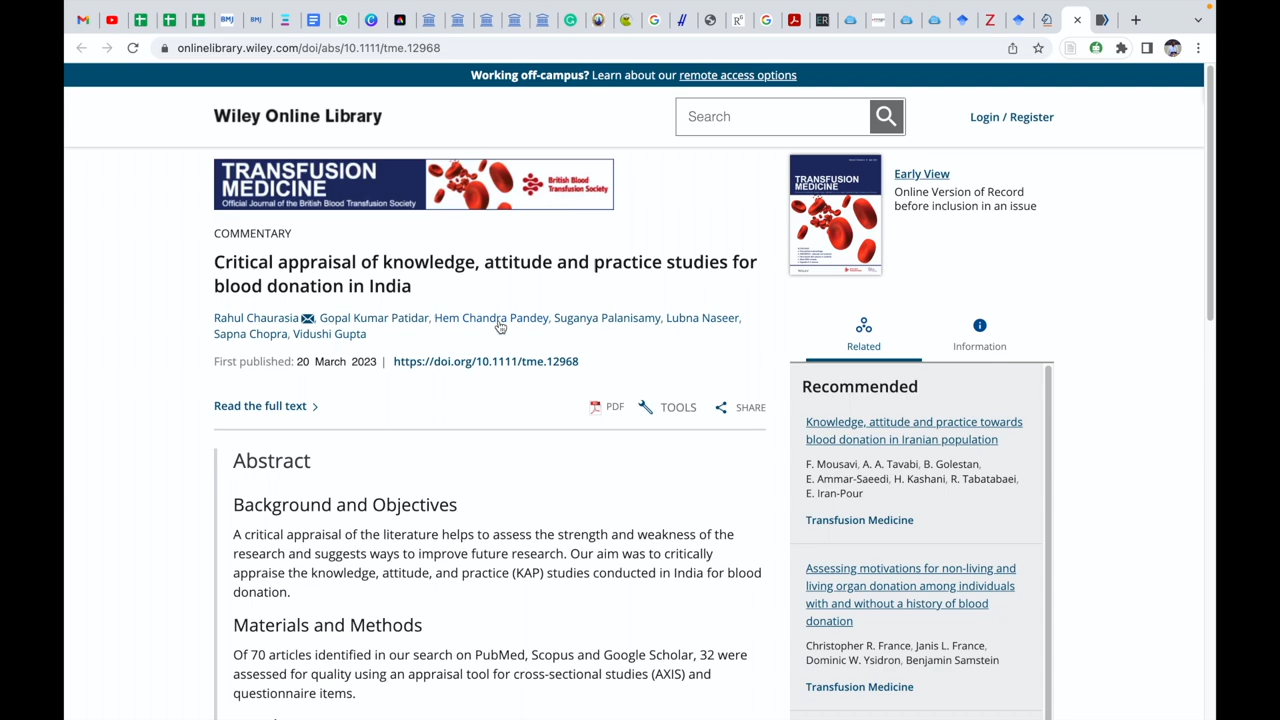 onlinelibrary.wiley.com/doi/abs/10.1111/tme.12968
Working off-campus? Learn about our remote access options
Wiley Online Library
Search
Login / Register
TRANSFUSION
MEDICINE
Official Journal of the British Blood Transfusion Society
British Blood
Transfusion Society
TRANSFUSION
MEDICINE
Early View
Online Version of Record
before inclusion in an issue
COMMENTARY
Critical appraisal of knowledge, attitude and practice studies for
blood donation in India
Rahul Chaurasia, Gopal Kumar Patidar, Hem Chandra Pandey, Suganya Palanisamy, Lubna Naseer,
Sapna Chopra, Vidushi Gupta
First published: 20 March 2023 | https://doi.org/10.1111/tme.12968
Read the full text
PDF
TOOLS
SHARE
Related
Information
Abstract
Background and Objectives
A critical appraisal of the literature helps to assess the strength and weakness of the
research and suggests ways to improve future research. Our aim was to critically
appraise the knowledge, attitude, and practice (KAP) studies conducted in India for blood
donation.
Materials and Methods
Of 70 articles identified in our search on PubMed, Scopus and Google Scholar, 32 were
assessed for quality using an appraisal tool for cross-sectional studies (AXIS) and
questionnaire items.
Recommended
Knowledge, attitude and practice towards
blood donation in Iranian population
F. Mousavi, A. A. Tavabi, B. Golestan,
E. Ammar-Saeedi, H. Kashani, R. Tabatabaei,
E. Iran-Pour
Transfusion Medicine
Assessing motivations for non-living and
living organ donation among individuals
with and without a history of blood
donation
Christopher R. France, Janis L. France,
Dominic W. Ysidron, Benjamin Samstein
Transfusion Medicine